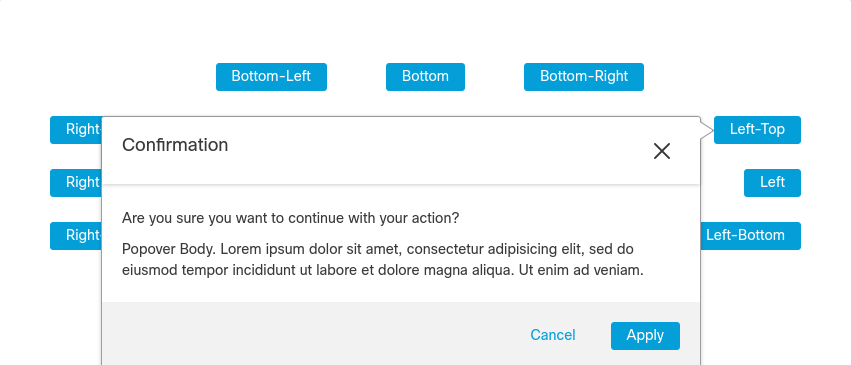 Bottom-Left Bottom Bottom-Right
Right- Left-Top
Confirmation
Right Left
Right- Left-Bottom
Are you sure you want to continue with your action?
Popover Body. Lorem ipsum dolor sit amet, consectetur adipisicing elit, sed do
eiusmod tempor incididunt ut labore et dolore magna aliqua. Ut enim ad veniam.
Cancel Apply